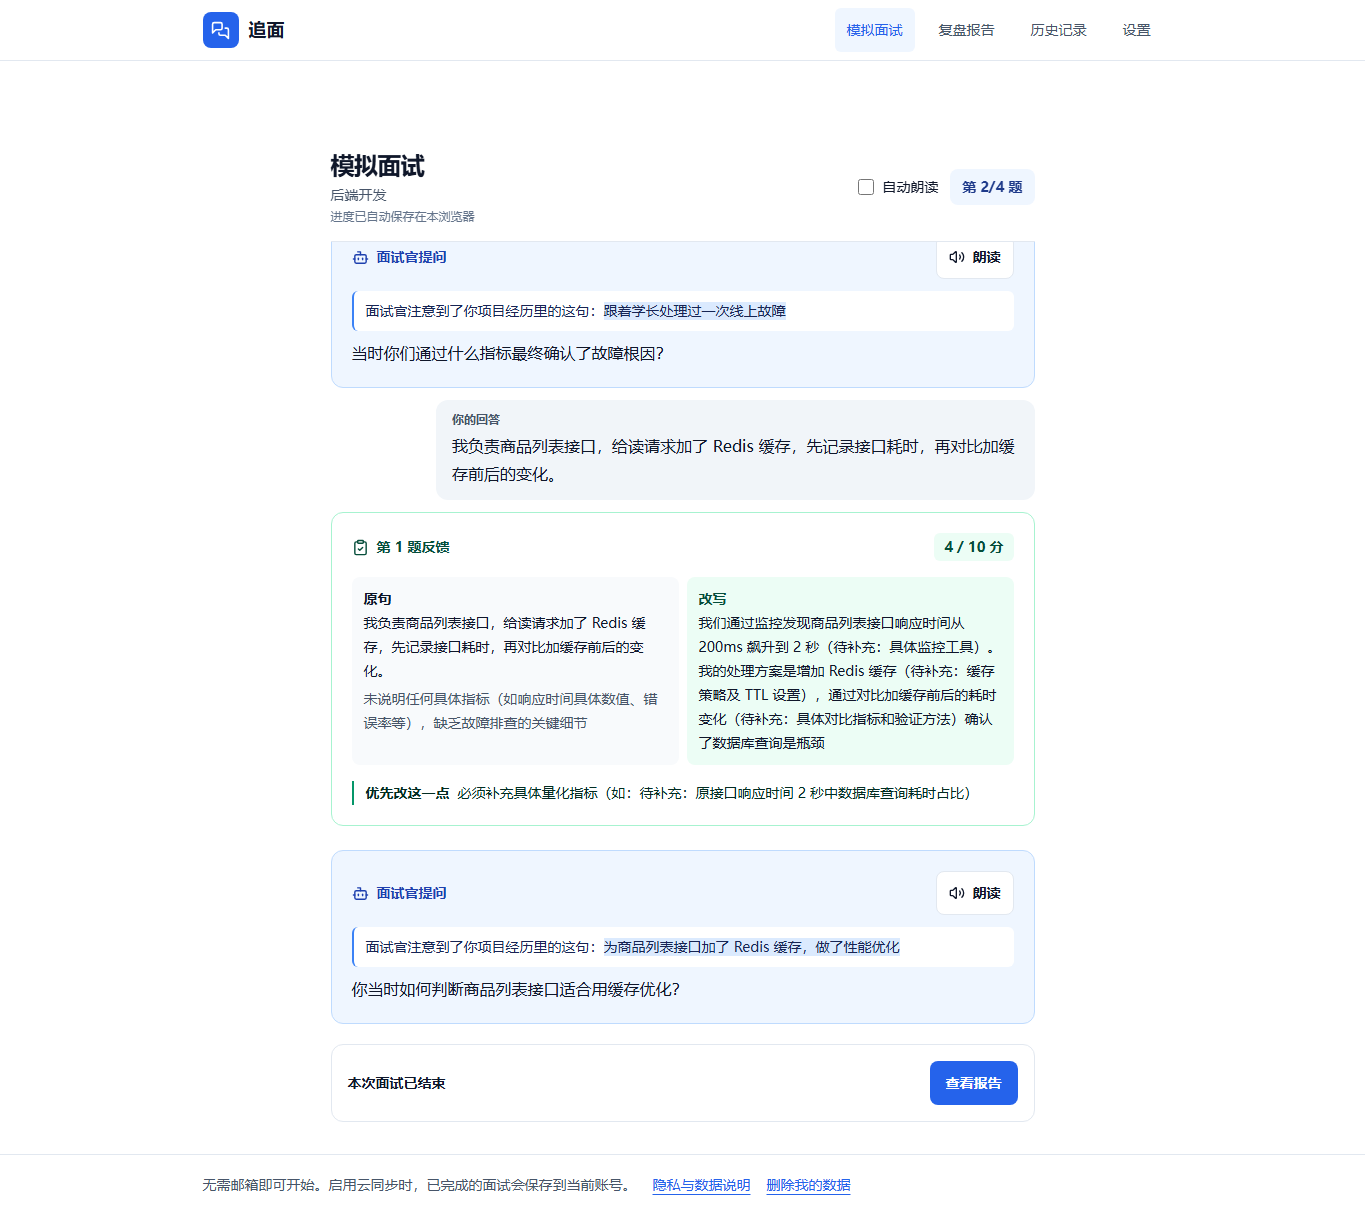 追面
模拟面试
复盘报告
历史记录
设置
模拟面试
后端开发
进度已自动保存在本浏览器
自动朗读
第 2/4 题
面试官提问
朗读
面试官注意到了你项目经历里的这句：跟着学长处理过一次线上故障
当时你们通过什么指标最终确认了故障根因？
你的回答
我负责商品列表接口，给读请求加了 Redis 缓存，先记录接口耗时，再对比加缓
存前后的变化。
第 1 题反馈
4 / 10 分
原句
我负责商品列表接口，给读请求加了 Redis 缓
存，先记录接口耗时，再对比加缓存前后的变
化。
未说明任何具体指标（如响应时间具体数值、错
误率等），缺乏故障排查的关键细节
改写
我们通过监控发现商品列表接口响应时间从
200ms 飙升到 2 秒（待补充：具体监控工具）。
我的处理方案是增加 Redis 缓存（待补充：缓存
策略及 TTL 设置），通过对比加缓存前后的耗时
变化（待补充：具体对比指标和验证方法）确认
了数据库查询是瓶颈
优先改这一点 必须补充具体量化指标（如：待补充：原接口响应时间 2 秒中数据库查询耗时占比）
面试官提问
朗读
面试官注意到了你项目经历里的这句：为商品列表接口加了 Redis 缓存，做了性能优化
你当时如何判断商品列表接口适合用缓存优化？
本次面试已结束
查看报告
无需邮箱即可开始。启用云同步时，已完成的面试会保存到当前账号。 隐私与数据说明 删除我的数据